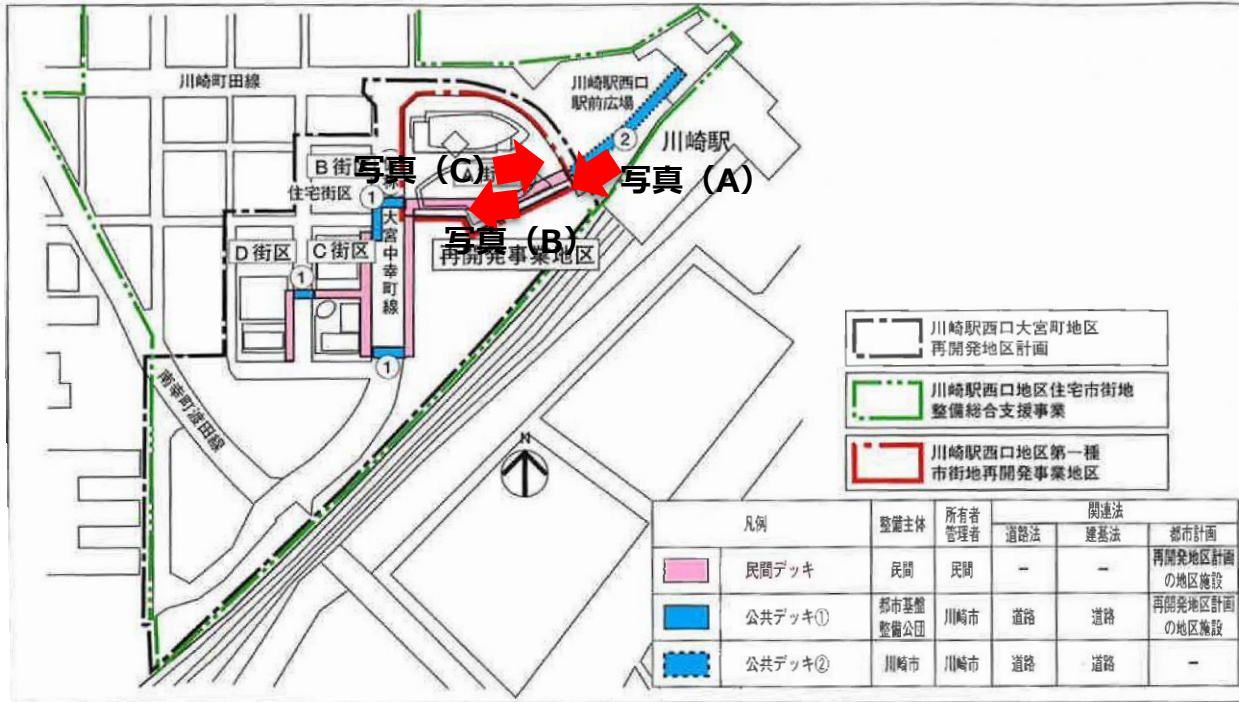 川崎町田線
川崎駅西口
駅前広場
②
川崎駅
B街
写真（C）
A街
写真（A）
住宅街区
①
大宮中幸町線
写真（B）
再開発事業地区
D街区
C街区
①
①
南幸町渡田線
N
川崎駅西口大宮町地区
再開発地区計画
川崎駅西口地区住宅市街地
整備総合支援事業
川崎駅西口地区第一種
市街地再開発事業地区
凡例 整備主体 所有者 管理者 関連法
道路法 建基法 都市計画
民間デッキ 民間 民間 － － 再開発地区計画の地区施設
公共デッキ① 都市基盤整備公団 川崎市 道路 道路 再開発地区計画の地区施設
公共デッキ② 川崎市 川崎市 道路 道路 －